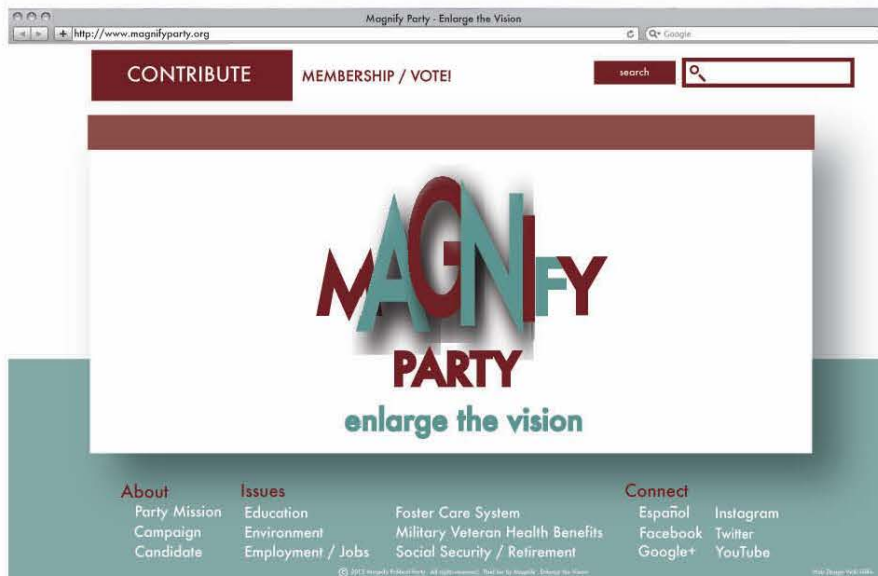 Magnify Party - Enlarge the Vision
http://www.magnifyparty.org
Google
CONTRIBUTE
MEMBERSHIP / VOTE!
search
MAGNIFY
PARTY
enlarge the vision
About
Party Mission
Campaign
Candidate
Issues
Education
Environment
Employment / Jobs
Foster Care System
Military Veteran Health Benefits
Social Security / Retirement
Connect
Español
Facebook
Google+
Instagram
Twitter
YouTube